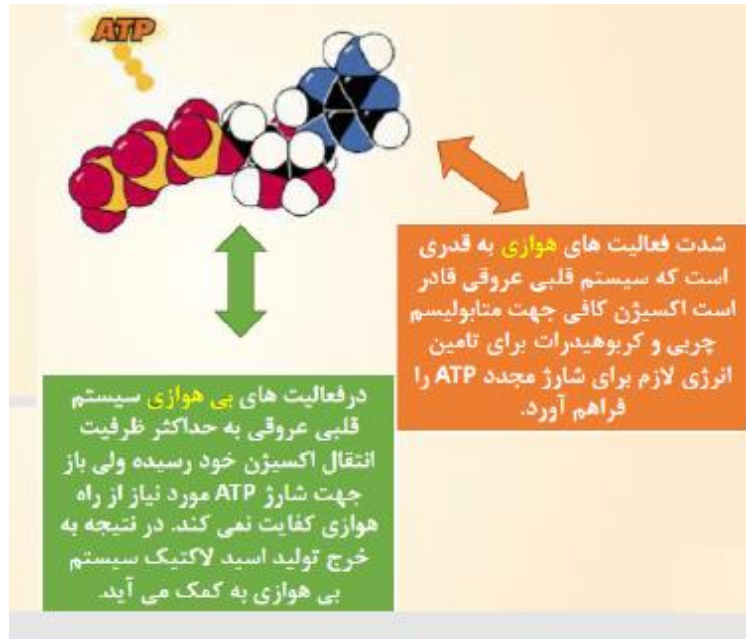 ATP
شدت فعالیت های هوازی به قدری
است که سیستم قلبی عروقی قادر
است اکسیژن کافی جهت متابولیسم
چربی و کربوهیدرات برای تامین
انرژی لازم برای شارژ مجدد ATP را
فراهم آورد.
درفعالیت های بی هوازی سیستم
قلبی عروقی به حداکثر ظرفیت
انتقال اکسیژن خود رسیده ولی باز
جهت شارژ ATP مورد نیاز از راه
هوازی کفایت نمی کند. در نتیجه به
خرج تولید اسید لاکتیک سیستم
بی هوازی به کمک می آید.